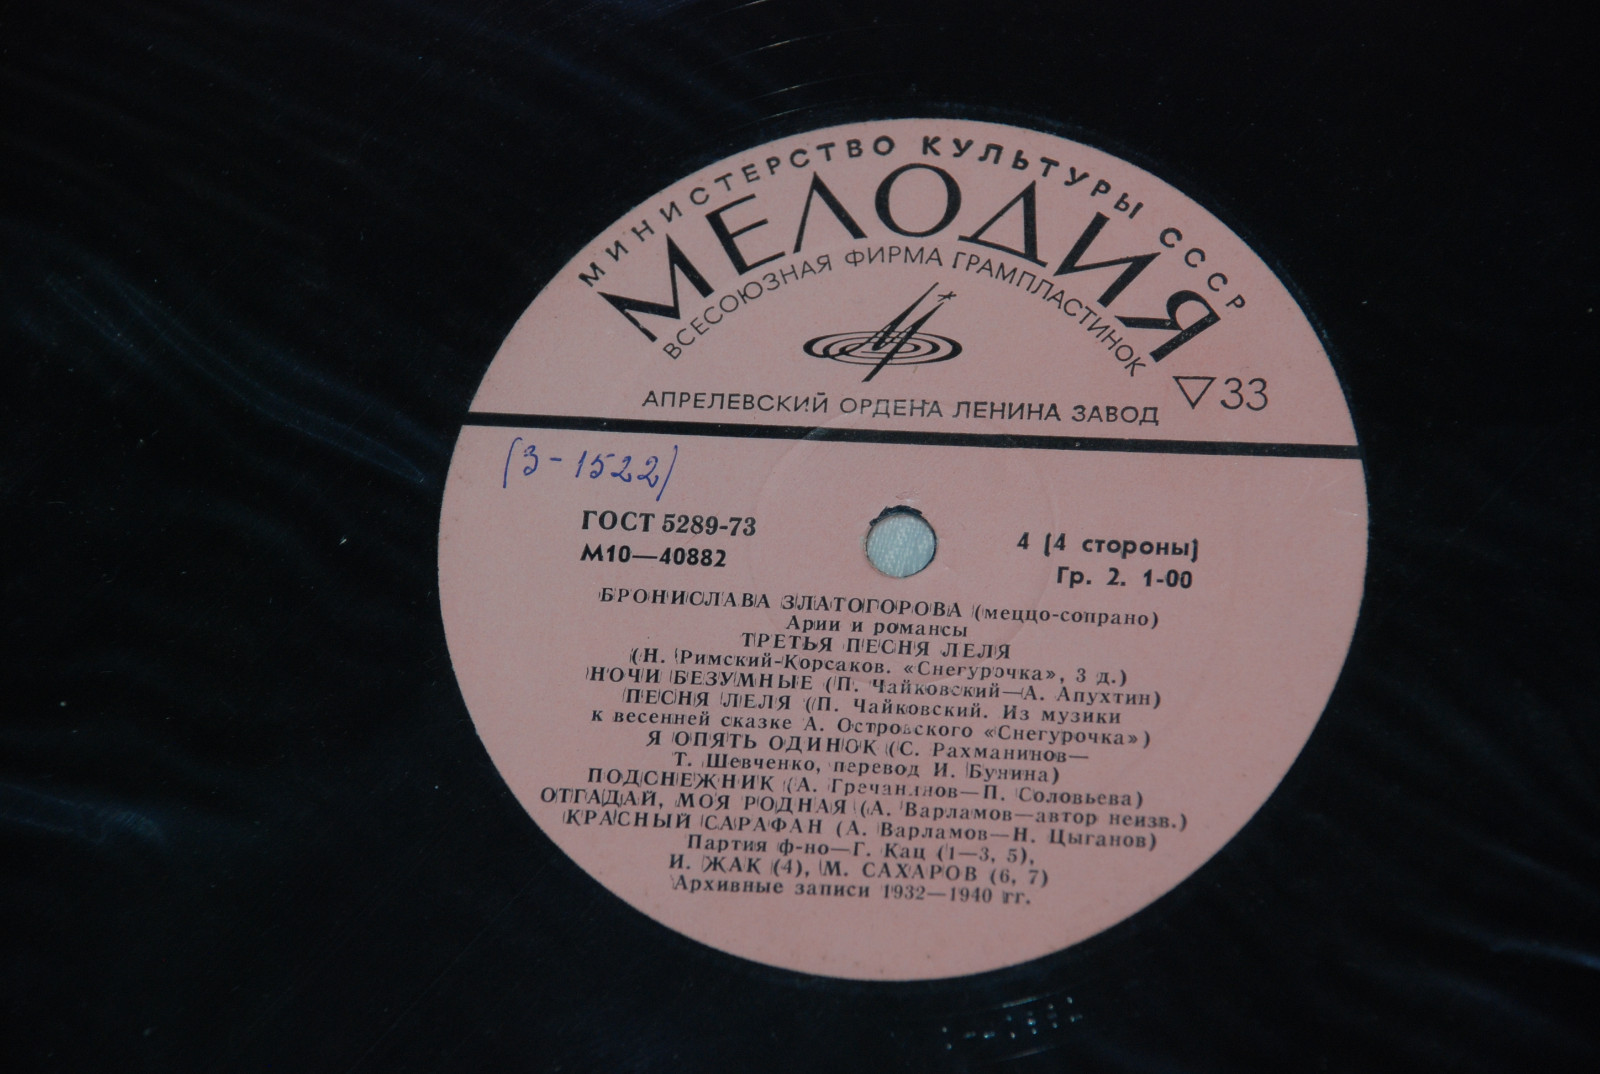 МИНИСТЕРСТВО КУЛЬТУРЫ СССР
МЕЛОДИЯ
ВСЕСОЮЗНАЯ ФИРМА ГРАМПЛАСТИНОК
АПРЕЛЕВСКИЙ ОРДЕНА ЛЕНИНА ЗАВОД
33
(3-1522)
ГОСТ 5289-73
М10—40882
4 (4 стороны)
Гр. 2. 1-00
БРОНИСЛАВА ЗЛАТОГОРОВА (меццо-сопрано)
Арии и романсы
ТРЕТЬЯ ПЕСНЯ ЛЕЛЯ
(Н. Римский-Корсаков. «Снегурочка», 3 д.)
НОЧИ БЕЗУМНЫЕ (П. Чайковский—А. Апухтин)
ПЕСНЯ ЛЕЛЯ (П. Чайковский. Из музыки
к весенней сказке А. Островского «Снегурочка»)
Я ОПЯТЬ ОДИНОК (С. Рахманинов—
Т. Шевченко, перевод И. Бунина)
ПОДСНЕЖНИК (А. Гречанинов—П. Соловьева)
ОТГАДАЙ, МОЯ РОДНАЯ (А. Варламов—автор неизв.)
КРАСНЫЙ САРАФАН (А. Варламов—Н. Цыганов)
Партия ф-но—Г. Кац (1—3, 5),
И. ЖАК (4), М. САХАРОВ (6, 7)
Архивные записи 1932—1940 гг.